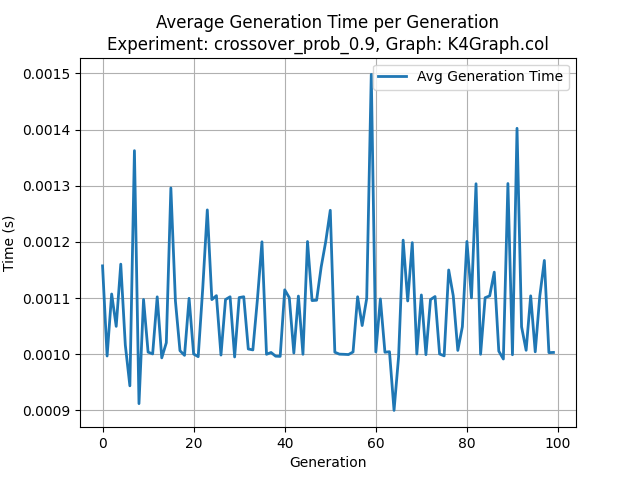 Average Generation Time per Generation
Experiment: crossover_prob_0.9, Graph: K4Graph.col
Avg Generation Time
0.0015
0.0014
0.0013
0.0012
0.0011
0.0010
0.0009
Time (s)
0 20 40 60 80 100
Generation